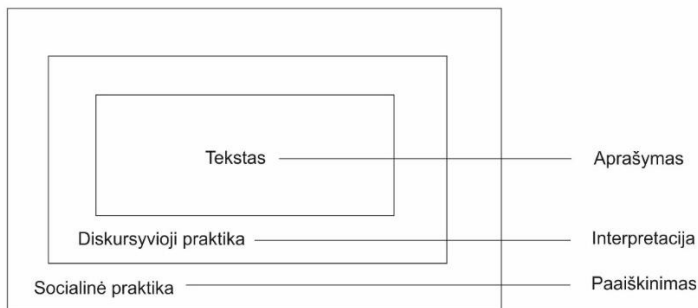 Tekstas
Aprašymas
Diskursyvioji praktika
Interpretacija
Socialinė praktika
Paaiškinimas